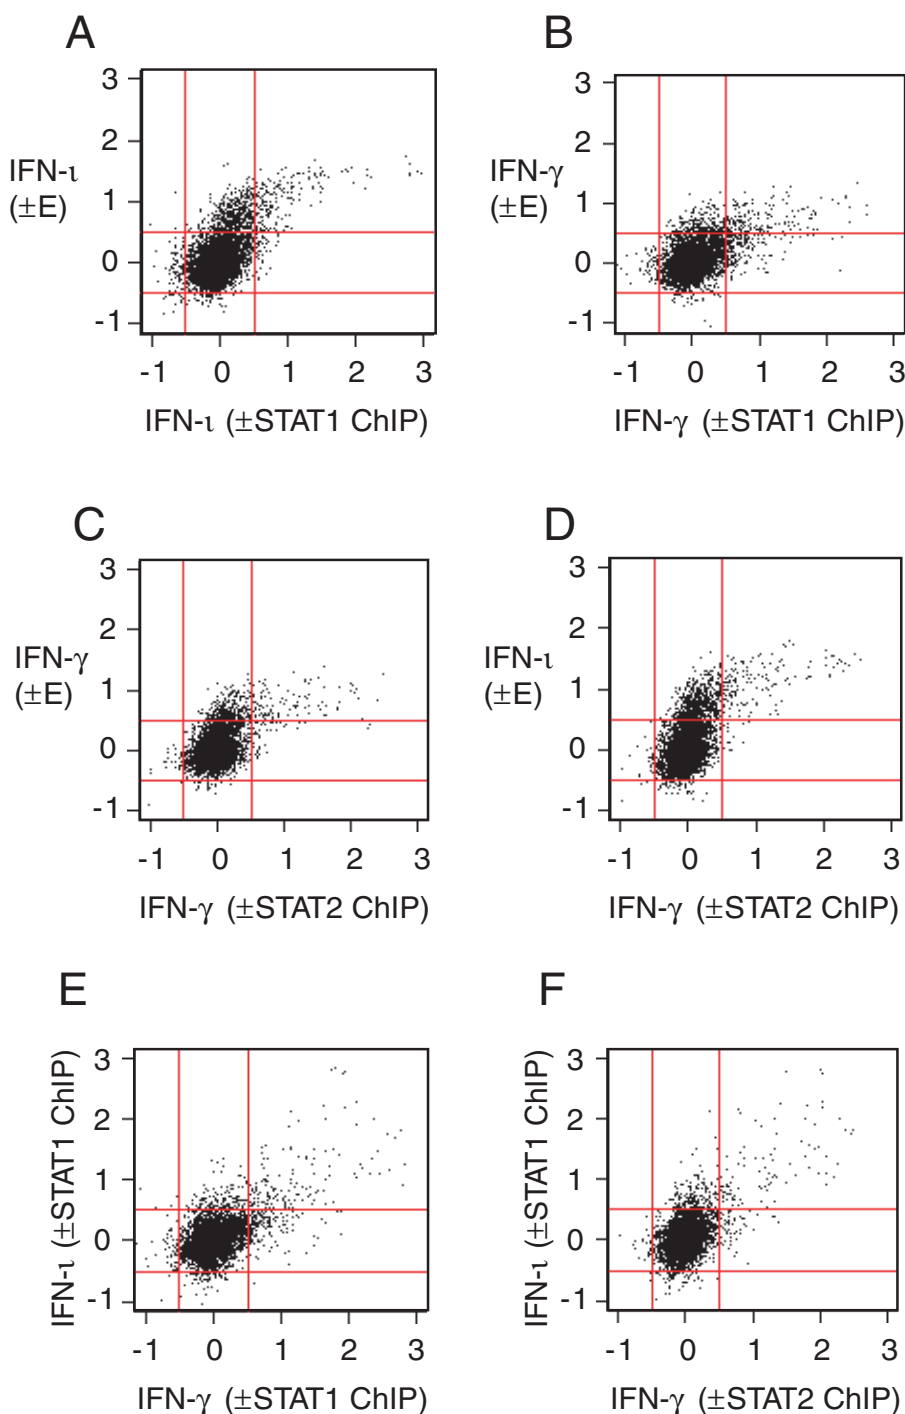 A
B
3
2
1
0
-1
IFN-ι
(±E)
-1 0 1 2 3
IFN-ι (±STAT1 ChIP)
3
2
1
0
-1
IFN-γ
(±E)
-1 0 1 2 3
IFN-γ (±STAT1 ChIP)
C
D
3
2
1
0
-1
IFN-γ
(±E)
-1 0 1 2 3
IFN-γ (±STAT2 ChIP)
3
2
1
0
-1
IFN-ι
(±E)
-1 0 1 2 3
IFN-γ (±STAT2 ChIP)
E
F
3
2
1
0
-1
IFN-ι (±STAT1 ChIP)
-1 0 1 2 3
IFN-γ (±STAT1 ChIP)
3
2
1
0
-1
IFN-ι (±STAT1 ChIP)
-1 0 1 2 3
IFN-γ (±STAT2 ChIP)